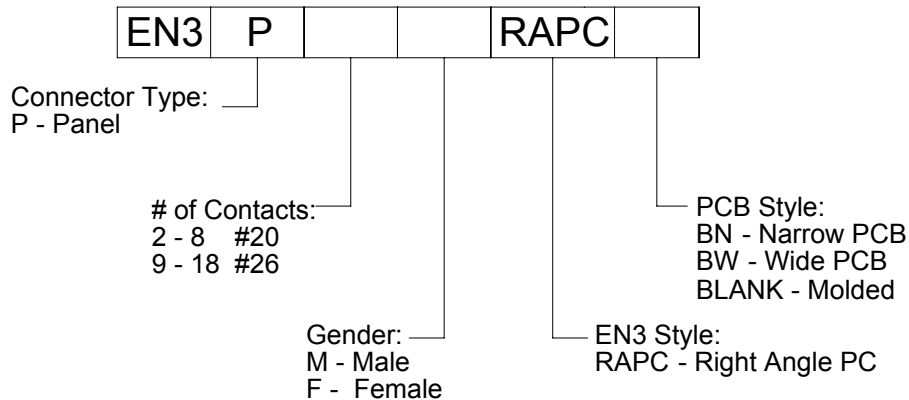 EN3 P RAPC
Connector Type:
P - Panel
# of Contacts:
2 - 8 #20
9 - 18 #26
PCB Style:
BN - Narrow PCB
BW - Wide PCB
BLANK - Molded
Gender:
M - Male
F - Female
EN3 Style:
RAPC - Right Angle PC